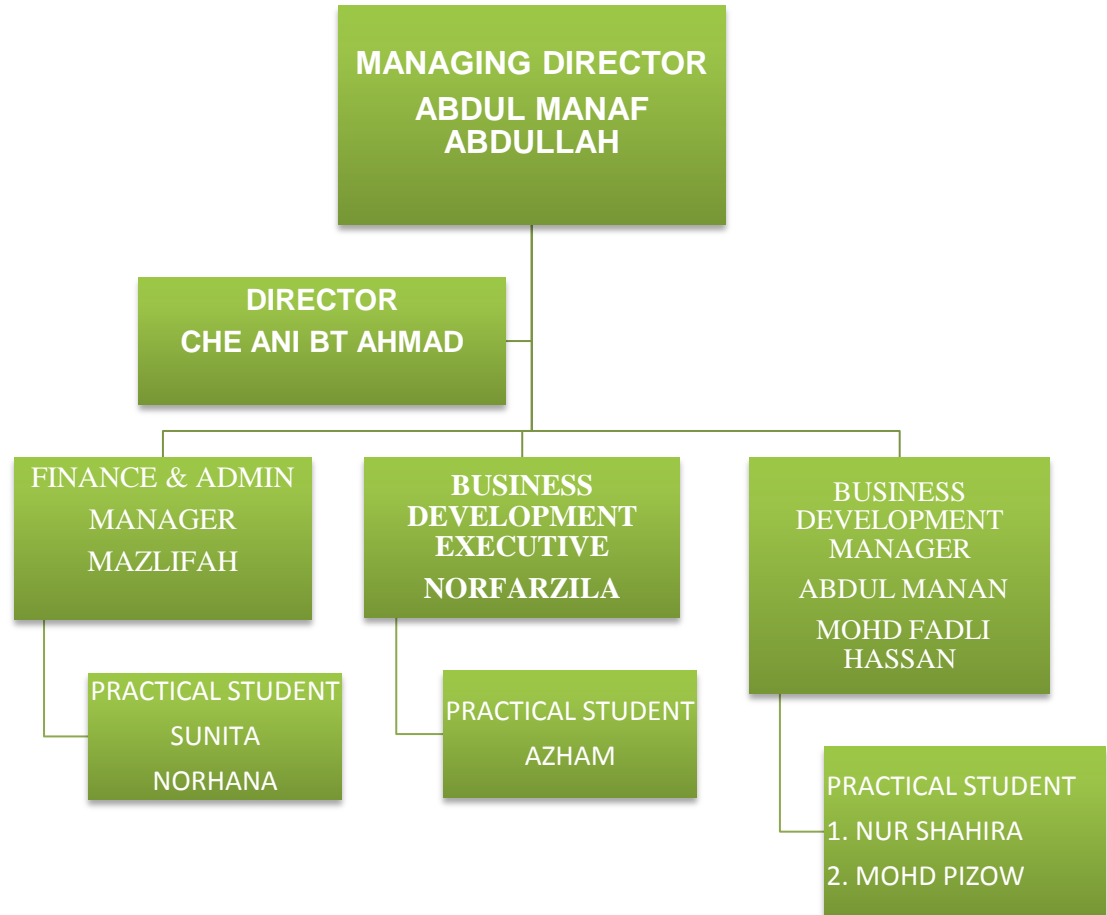 MANAGING DIRECTOR
ABDUL MANAF
ABDULLAH
DIRECTOR
CHE ANI BT AHMAD
FINANCE & ADMIN
MANAGER
MAZLIFAH
BUSINESS
DEVELOPMENT
EXECUTIVE
NORFARZILA
BUSINESS
DEVELOPMENT
MANAGER
ABDUL MANAN
MOHD FADLI
HASSAN
PRACTICAL STUDENT
SUNITA
NORHANA
PRACTICAL STUDENT
AZHAM
PRACTICAL STUDENT
1. NUR SHAHIRA
2. MOHD PIZOW